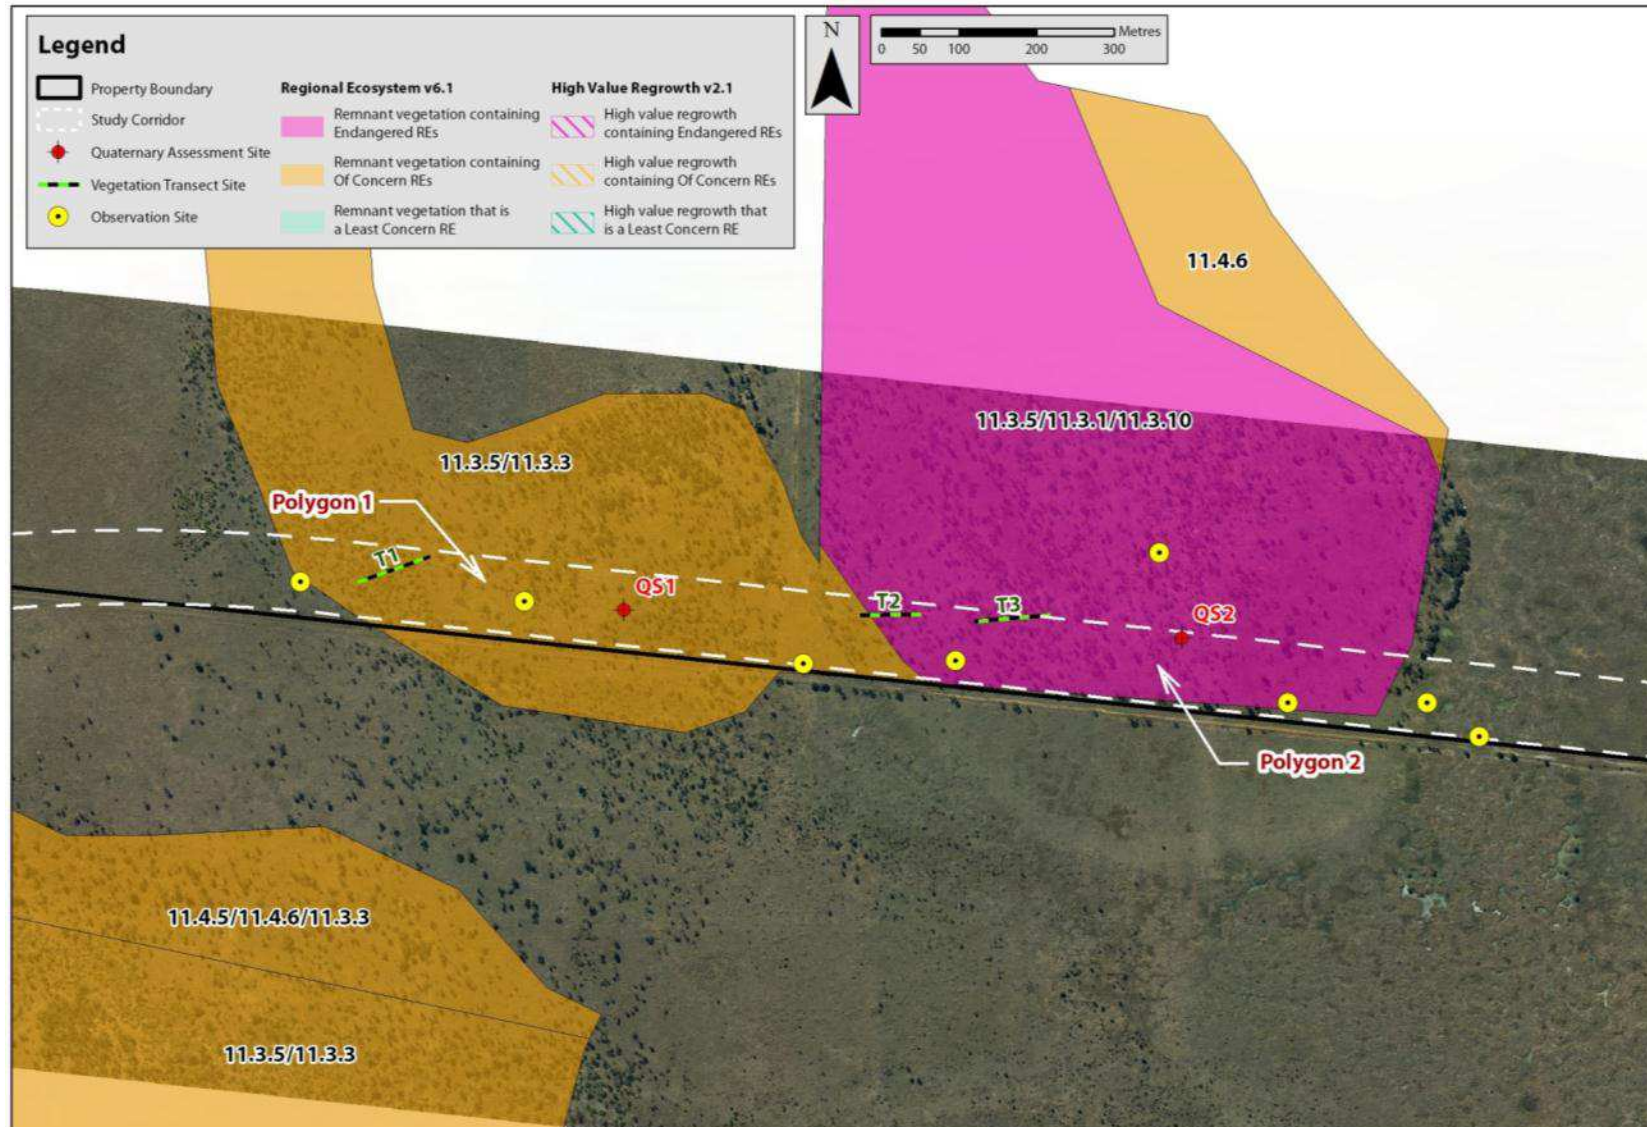 Legend
Property Boundary
Study Corridor
Quaternary Assessment Site
Vegetation Transect Site
Observation Site
Regional Ecosystem v6.1
Remnant vegetation containing
Endangered REs
Remnant vegetation containing
Of Concern REs
Remnant vegetation that is
a Least Concern RE
High Value Regrowth v2.1
High value regrowth
containing Endangered REs
High value regrowth
containing Of Concern REs
High value regrowth that
is a Least Concern RE
N
Metres
0 50 100 200 300
11.4.6
11.3.5/11.3.1/11.3.10
11.3.5/11.3.3
Polygon 1
T1
QS1
T2
T3
QS2
Polygon 2
11.4.5/11.4.6/11.3.3
11.3.5/11.3.3